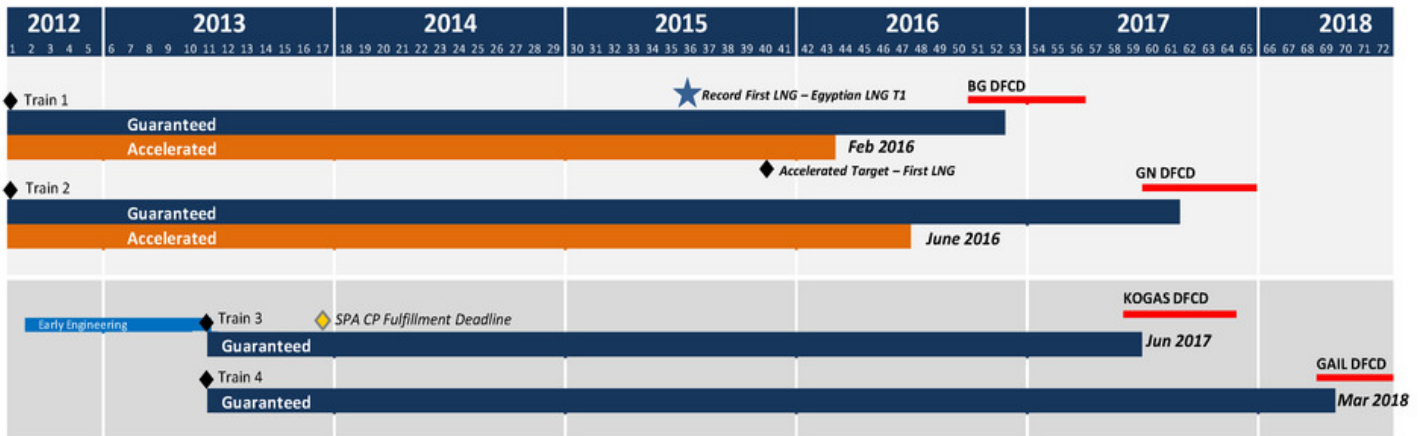 2012 2013 2014 2015 2016 2017 2018
1 2 3 4 5 6 7 8 9 10 11 12 13 14 15 16 17 18 19 20 21 22 23 24 25 26 27 28 29 30 31 32 33 34 35 36 37 38 39 40 41 42 43 44 45 46 47 48 49 50 51 52 53 54 55 56 57 58 59 60 61 62 63 64 65 66 67 68 69 70 71 72
BG DFCD
Train 1
Record First LNG – Egyptian LNG T1
Guaranteed
Accelerated
Feb 2016
Accelerated Target – First LNG
GN DFCD
Train 2
Guaranteed
Accelerated
June 2016
KOGAS DFCD
Early Engineering
Train 3
SPA CP Fulfillment Deadline
Guaranteed
Jun 2017
GAIL DFCD
Train 4
Guaranteed
Mar 2018